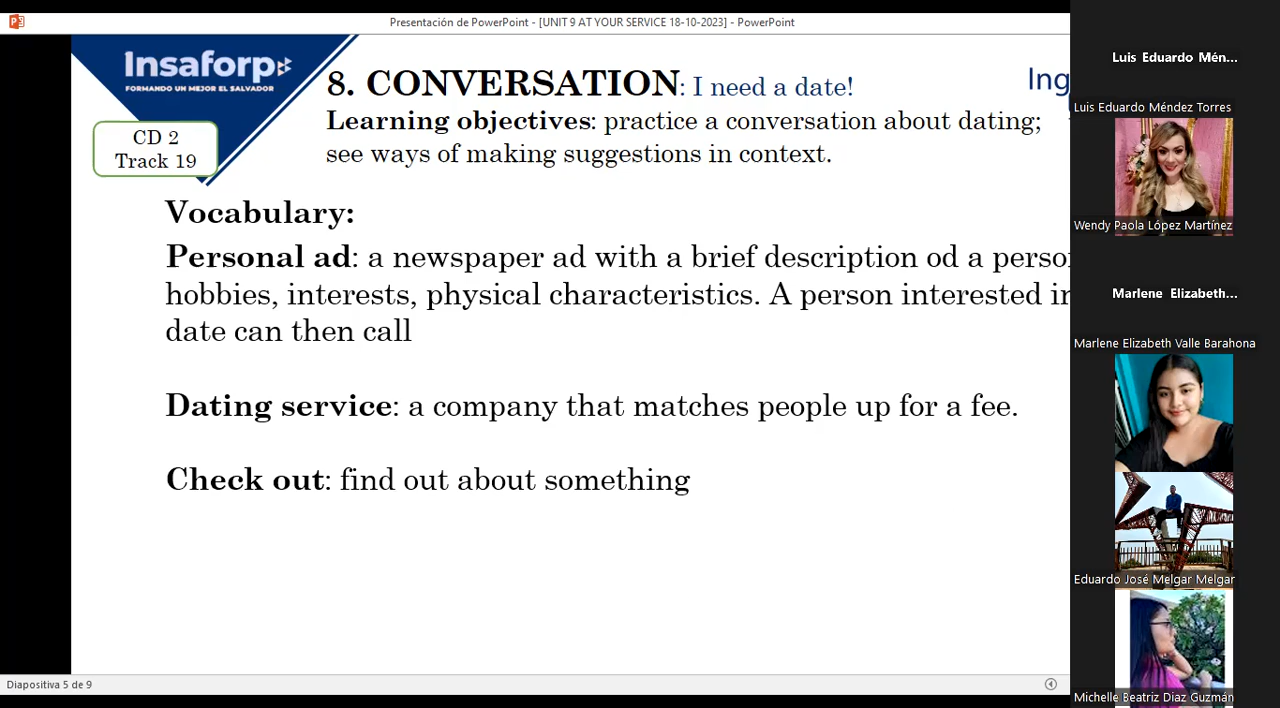 Presentación de PowerPoint - [UNIT 9 AT YOUR SERVICE 18-10-2023] - PowerPoint
Insaforp
FORMANDO UN MEJOR EL SALVADOR
CD 2
Track 19
8. CONVERSATION: I need a date!
Learning objectives: practice a conversation about dating;
see ways of making suggestions in context.
Ing
Vocabulary:
Personal ad: a newspaper ad with a brief description od a person
hobbies, interests, physical characteristics. A person interested in
date can then call
Dating service: a company that matches people up for a fee.
Check out: find out about something
Diapositiva 5 de 9
Luis Eduardo Mén...
Luis Eduardo Méndez Torres
Wendy Paola López Martínez
Marlene Elizabeth...
Marlene Elizabeth Valle Barahona
Eduardo José Melgar Melgar
Michelle Beatriz Diaz Guzmán